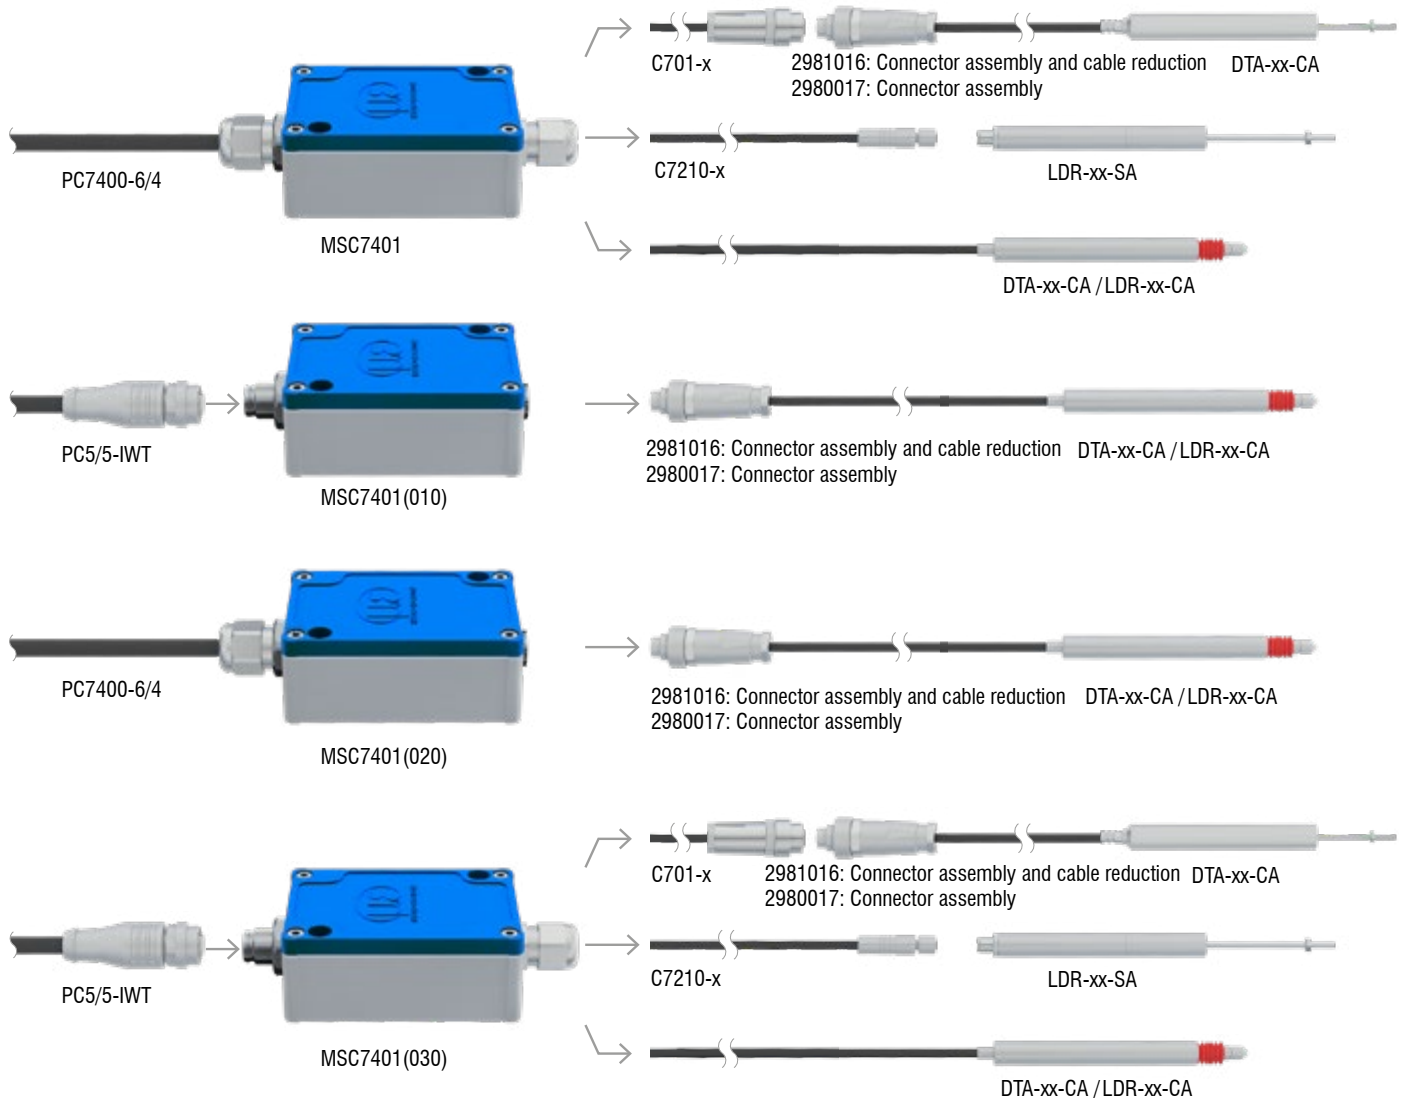 C701-x
2981016: Connector assembly and cable reduction
2980017: Connector assembly
DTA-xx-CA
PC7400-6/4
MSC7401
C7210-x
LDR-xx-SA
DTA-xx-CA / LDR-xx-CA
PC5/5-IWT
MSC7401(010)
2981016: Connector assembly and cable reduction
2980017: Connector assembly
DTA-xx-CA / LDR-xx-CA
PC7400-6/4
MSC7401(020)
2981016: Connector assembly and cable reduction
2980017: Connector assembly
DTA-xx-CA / LDR-xx-CA
C701-x
2981016: Connector assembly and cable reduction
2980017: Connector assembly
DTA-xx-CA
PC5/5-IWT
MSC7401(030)
C7210-x
LDR-xx-SA
DTA-xx-CA / LDR-xx-CA